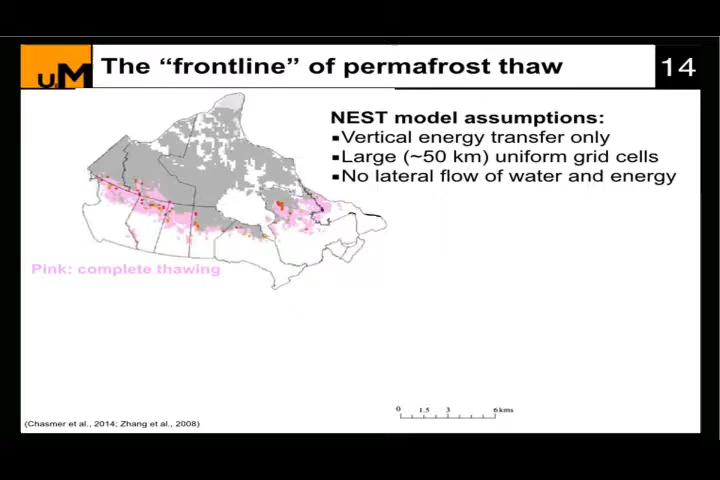 UdeM
The “frontline” of permafrost thaw
14
NEST model assumptions:
▪Vertical energy transfer only
▪Large (~50 km) uniform grid cells
▪No lateral flow of water and energy
Pink: complete thawing
0 1.5 3 6 kms
(Chasmer et al., 2014; Zhang et al., 2008)